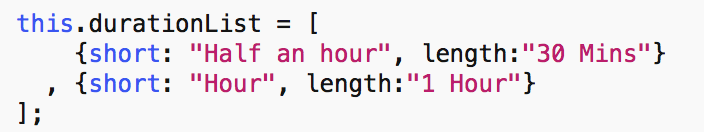 this.durationList = [
    {short: "Half an hour", length:"30 Mins"}
  , {short: "Hour", length:"1 Hour"}
];